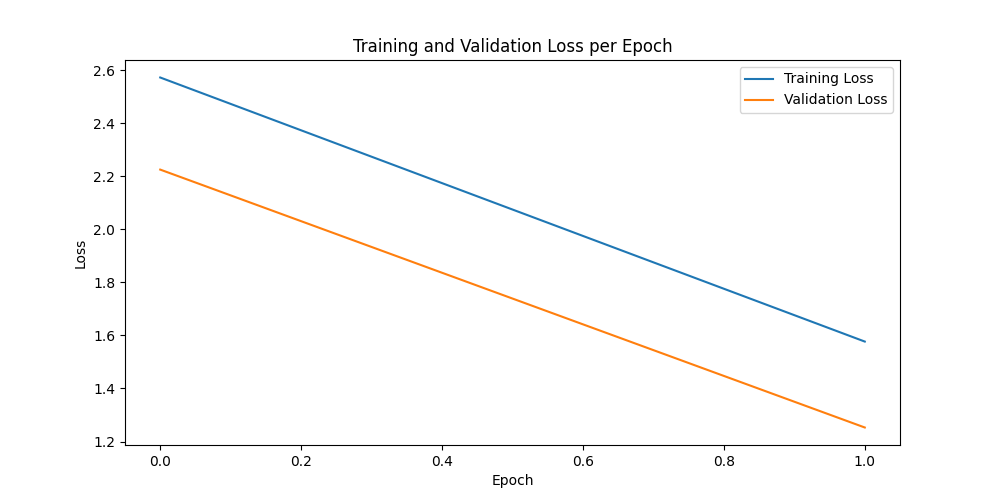 Training and Validation Loss per Epoch
Training Loss
Validation Loss
2.6
2.4
2.2
2.0
1.8
1.6
1.4
1.2
Loss
0.0 0.2 0.4 0.6 0.8 1.0
Epoch